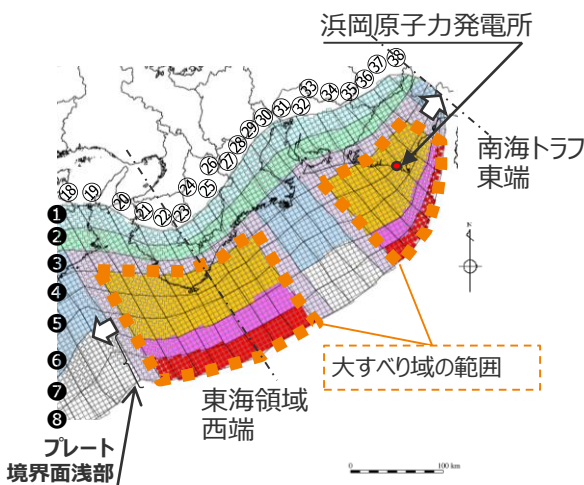 浜岡原子力発電所
⑱ ⑲ ⑳ ㉑ ㉒ ㉓ ㉔ ㉕ ㉖ ㉗ ㉘ ㉙ ㉚ ㉛ ㉜ ㉝ ㉞ ㉟ ㊱ ㊲ ㊳
南海トラフ
東端
❶
❷
❸
❹
❺
❻
❼
❽
大すべり域の範囲
東海領域
西端
プレート
境界面浅部
0 100 km